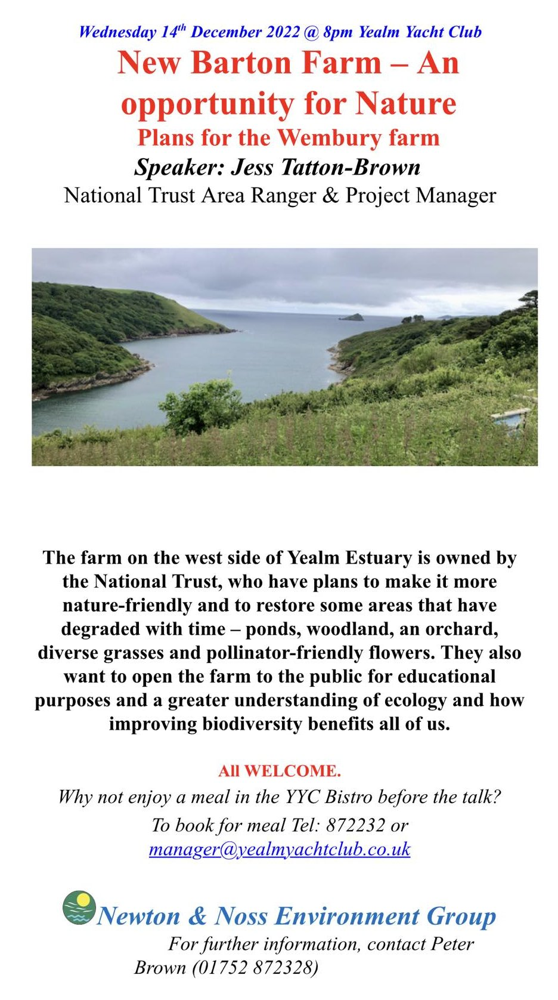 Wednesday 14th December 2022 @ 8pm Yealm Yacht Club
New Barton Farm – An
opportunity for Nature
Plans for the Wembury farm
Speaker: Jess Tatton-Brown
National Trust Area Ranger & Project Manager
The farm on the west side of Yealm Estuary is owned by
the National Trust, who have plans to make it more
nature-friendly and to restore some areas that have
degraded with time – ponds, woodland, an orchard,
diverse grasses and pollinator-friendly flowers. They also
want to open the farm to the public for educational
purposes and a greater understanding of ecology and how
improving biodiversity benefits all of us.
All WELCOME.
Why not enjoy a meal in the YYC Bistro before the talk?
To book for meal Tel: 872232 or
manager@yealmyachtclub.co.uk
Newton & Noss Environment Group
For further information, contact Peter
Brown (01752 872328)